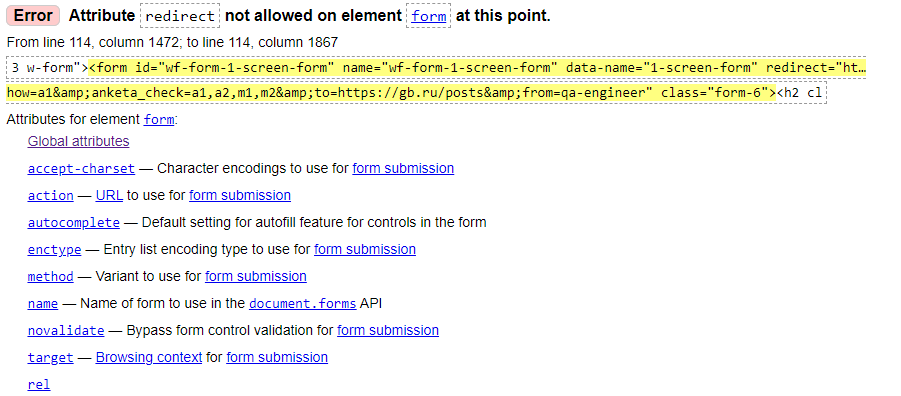 Error Attribute redirect not allowed on element form at this point.
From line 114, column 1472; to line 114, column 1867
3 w-form"><form id="wf-form-1-screen-form" name="wf-form-1-screen-form" data-name="1-screen-form" redirect="ht…
how=a1&amp;anketa_check=a1,a2,m1,m2&amp;to=https://gb.ru/posts&amp;from=qa-engineer" class="form-6"><h2 cl
Attributes for element form:
Global attributes
accept-charset — Character encodings to use for form submission
action — URL to use for form submission
autocomplete — Default setting for autofill feature for controls in the form
enctype — Entry list encoding type to use for form submission
method — Variant to use for form submission
name — Name of form to use in the document.forms API
novalidate — Bypass form control validation for form submission
target — Browsing context for form submission
rel